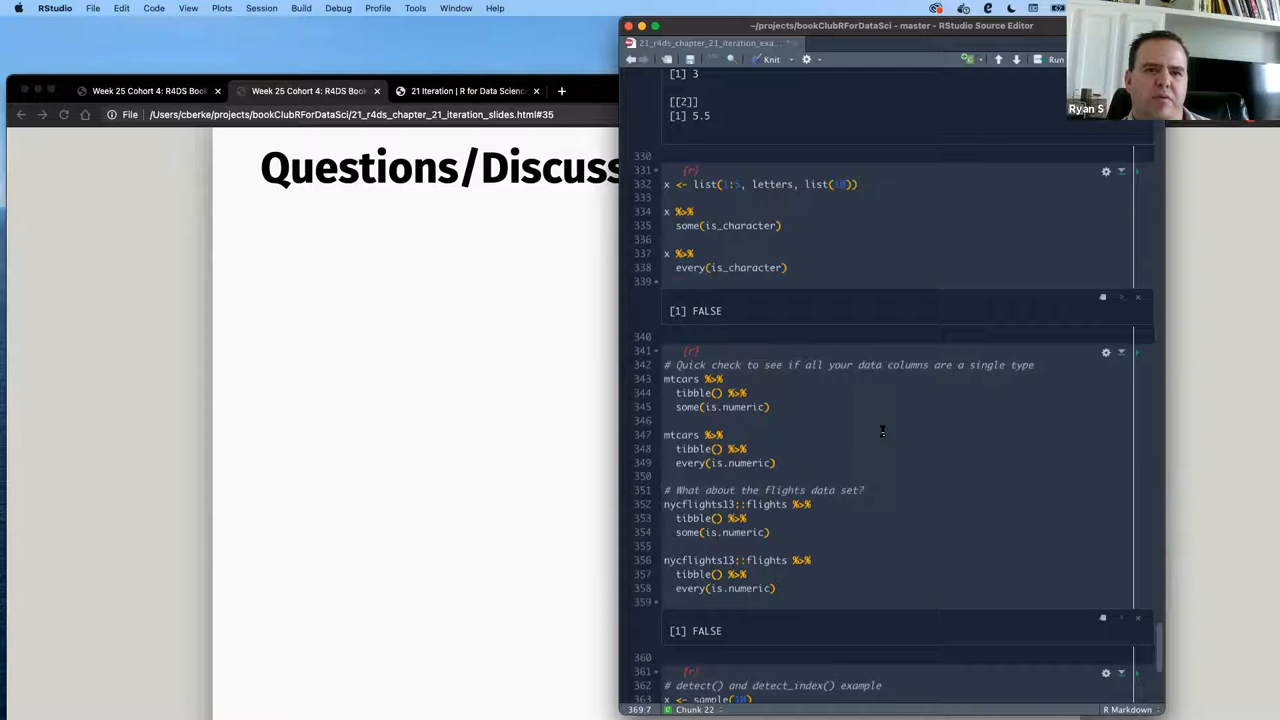 RStudio File Edit Code View Plots Session Build Debug Profile Tools Window Help
~/projects/bookClubRForDataSci - master - RStudio Source Editor
21_r4ds_chapter_21_iteration_exa...
Knit
Run
Ryan S
Week 25 Cohort 4: R4DS Book
Week 25 Cohort 4: R4DS Boo
21 Iteration | R for Data Scienc
File | /Users/cberke/projects/bookClubRForDataSci/21_r4ds_chapter_21_iteration_slides.html#35
Questions/Discuss
[1] 3
[[2]]
[1] 5.5
330
331 {r}
332 x <- list(1:5, letters, list(10))
333
334 x %>%
335 some(is_character)
336
337 x %>%
338 every(is_character)
339
[1] FALSE
340
341 {r}
342 # Quick check to see if all your data columns are a single type
343 mtcars %>%
344 tibble() %>%
345 some(is.numeric)
346
347 mtcars %>%
348 tibble() %>%
349 every(is.numeric)
350
351 # What about the flights data set?
352 nycflights13::flights %>%
353 tibble() %>%
354 some(is.numeric)
355
356 nycflights13::flights %>%
357 tibble() %>%
358 every(is.numeric)
359
[1] FALSE
360
361 {r}
362 # detect() and detect_index() example
363 x <- sample(10)
369:7 Chunk 22 R Markdown